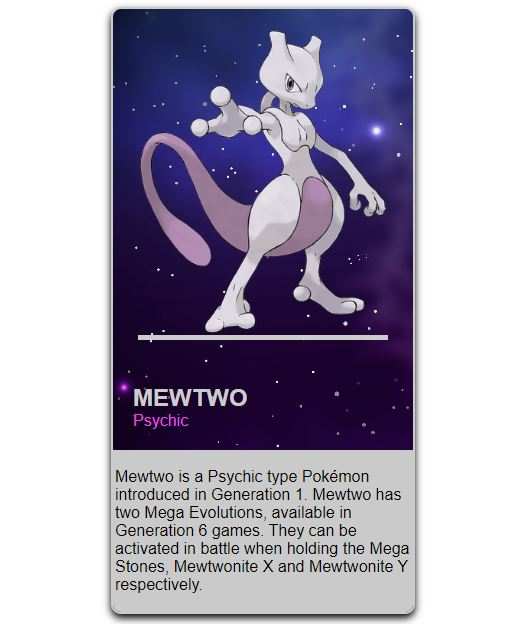 MEWTWO
Psychic
Mewtwo is a Psychic type Pokémon
introduced in Generation 1. Mewtwo has
two Mega Evolutions, available in
Generation 6 games. They can be
activated in battle when holding the Mega
Stones, Mewtwonite X and Mewtwonite Y
respectively.